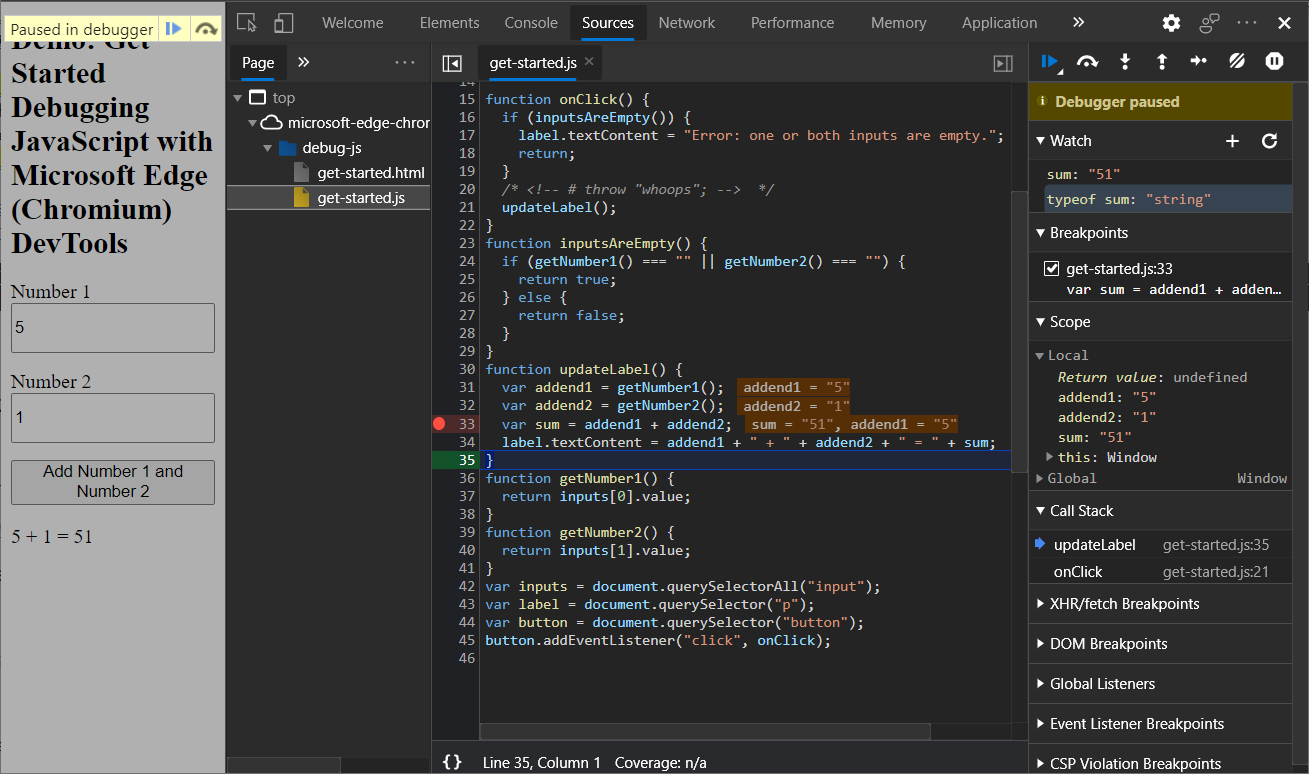 Paused in debugger
Demo: Get
Started
Debugging
JavaScript with
Microsoft Edge
(Chromium)
DevTools
Number 1
5
Number 2
1
Add Number 1 and
Number 2
5 + 1 = 51
Welcome Elements Console Sources Network Performance Memory Application »
Page »
top
microsoft-edge-chror
debug-js
get-started.html
get-started.js
get-started.js ×
14
15 function onClick() {
16 if (inputsAreEmpty()) {
17 label.textContent = "Error: one or both inputs are empty.";
18 return;
19 }
20 /* <!-- # throw "whoops"; --> */
21 updateLabel();
22 }
23 function inputsAreEmpty() {
24 if (getNumber1() === "" || getNumber2() === "") {
25 return true;
26 } else {
27 return false;
28 }
29 }
30 function updateLabel() {
31 var addend1 = getNumber1(); addend1 = "5"
32 var addend2 = getNumber2(); addend2 = "1"
33 var sum = addend1 + addend2; sum = "51", addend1 = "5"
34 label.textContent = addend1 + " + " + addend2 + " = " + sum;
35 }
36 function getNumber1() {
37 return inputs[0].value;
38 }
39 function getNumber2() {
40 return inputs[1].value;
41 }
42 var inputs = document.querySelectorAll("input");
43 var label = document.querySelector("p");
44 var button = document.querySelector("button");
45 button.addEventListener("click", onClick);
46
{} Line 35, Column 1 Coverage: n/a
Debugger paused
Watch
sum: "51"
typeof sum: "string"
Breakpoints
get-started.js:33
var sum = addend1 + adden…
Scope
Local
Return value: undefined
addend1: "5"
addend2: "1"
sum: "51"
this: Window
Global Window
Call Stack
updateLabel get-started.js:35
onClick get-started.js:21
XHR/fetch Breakpoints
DOM Breakpoints
Global Listeners
Event Listener Breakpoints
CSP Violation Breakpoints